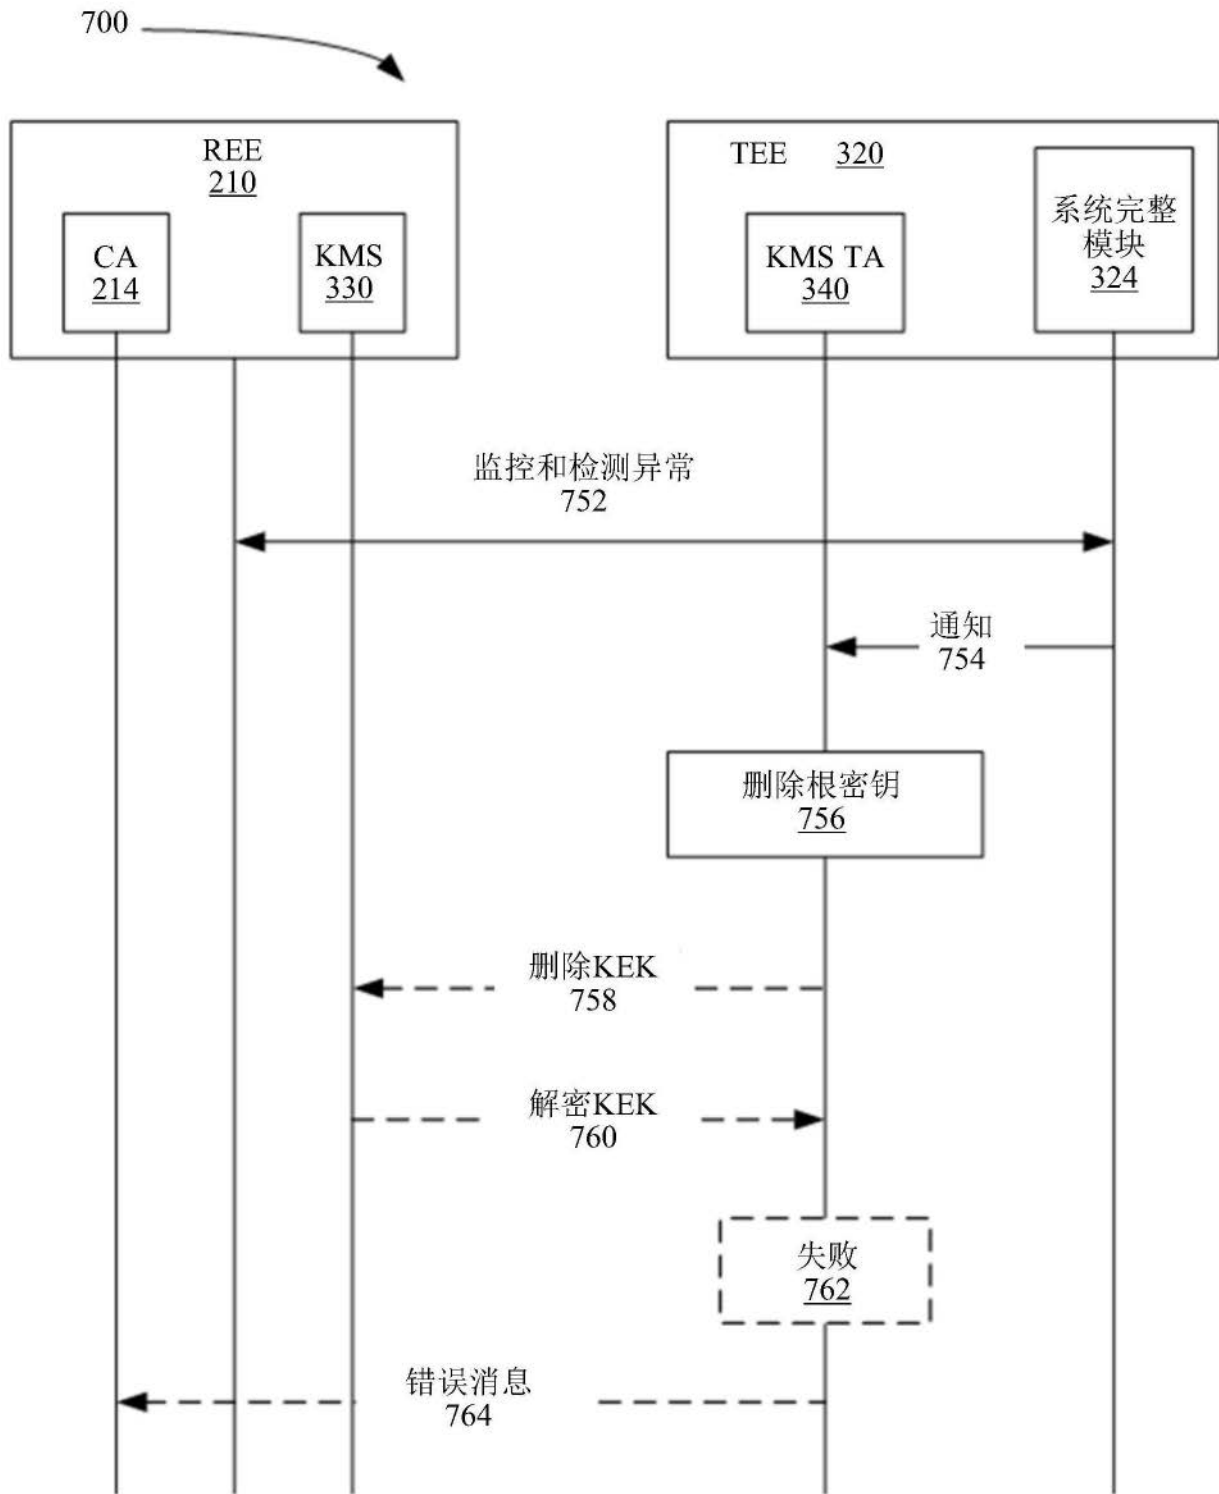 700
REE
210
CA
214
KMS
330
TEE 320
KMS TA
340
系统完整
模块
324
监控和检测异常
752
通知
754
删除根密钥
756
删除KEK
758
解密KEK
760
失败
762
错误消息
764